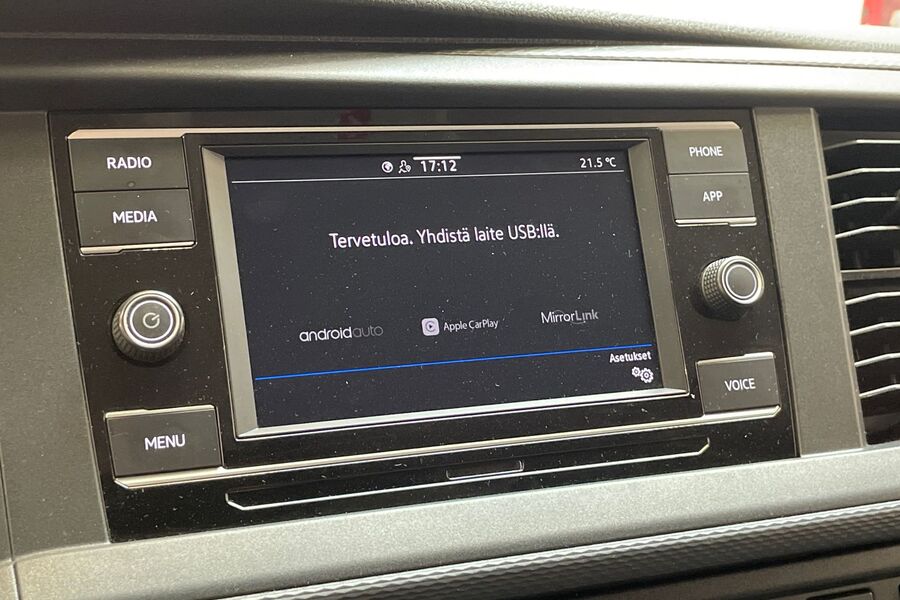 RADIO
MEDIA
MENU
17:12
21.5 °C
Tervetuloa. Yhdistä laite USB:llä.
androidauto
Apple CarPlay
MirrorLink
Asetukset
PHONE
APP
VOICE